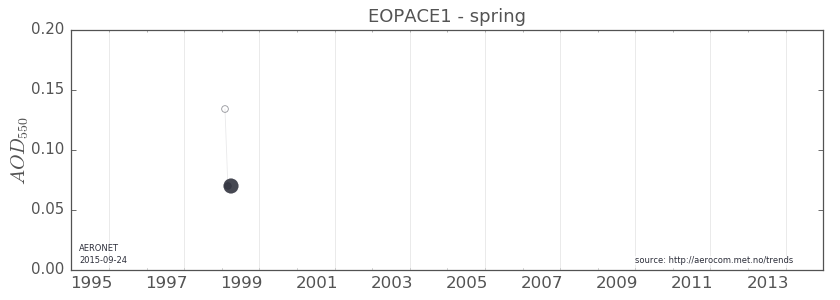 EOPACE1 - spring
0.20
0.15
0.10
0.05
0.00
AOD550
AERONET
2015-09-24
source: http://aerocom.met.no/trends
1995 1997 1999 2001 2003 2005 2007 2009 2011 2013